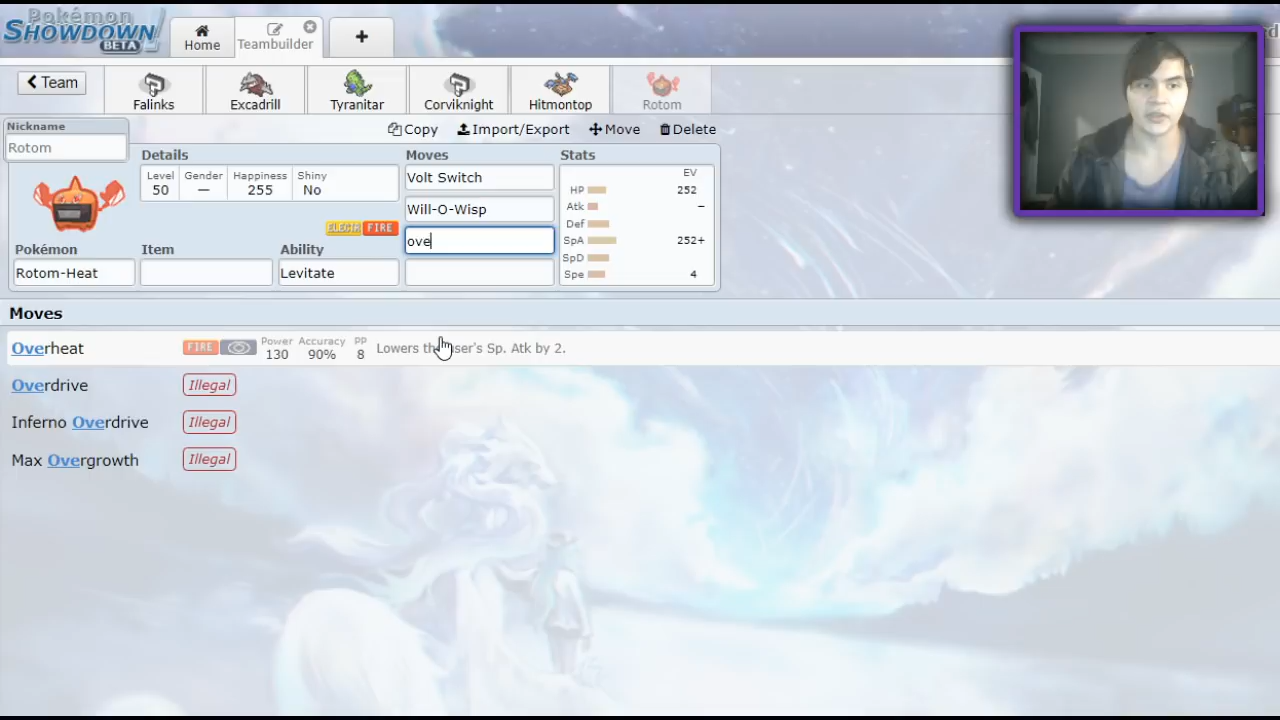 Pokémon
SHOWDOWN
BETA
Home
Teambuilder
Team
Falinks
Excadrill
Tyranitar
Corviknight
Hitmontop
Rotom
Nickname
Rotom
Copy
Import/Export
Move
Delete
Details
Level
50
Gender
—
Happiness
255
Shiny
No
ELECTR FIRE
Pokémon
Rotom-Heat
Item
Ability
Levitate
Moves
Volt Switch
Will-O-Wisp
ove
Stats
EV
HP 252
Atk –
Def
SpA 252+
SpD
Spe 4
Moves
Overheat FIRE Power 130 Accuracy 90% PP 8 Lowers the user's Sp. Atk by 2.
Overdrive Illegal
Inferno Overdrive Illegal
Max Overgrowth Illegal